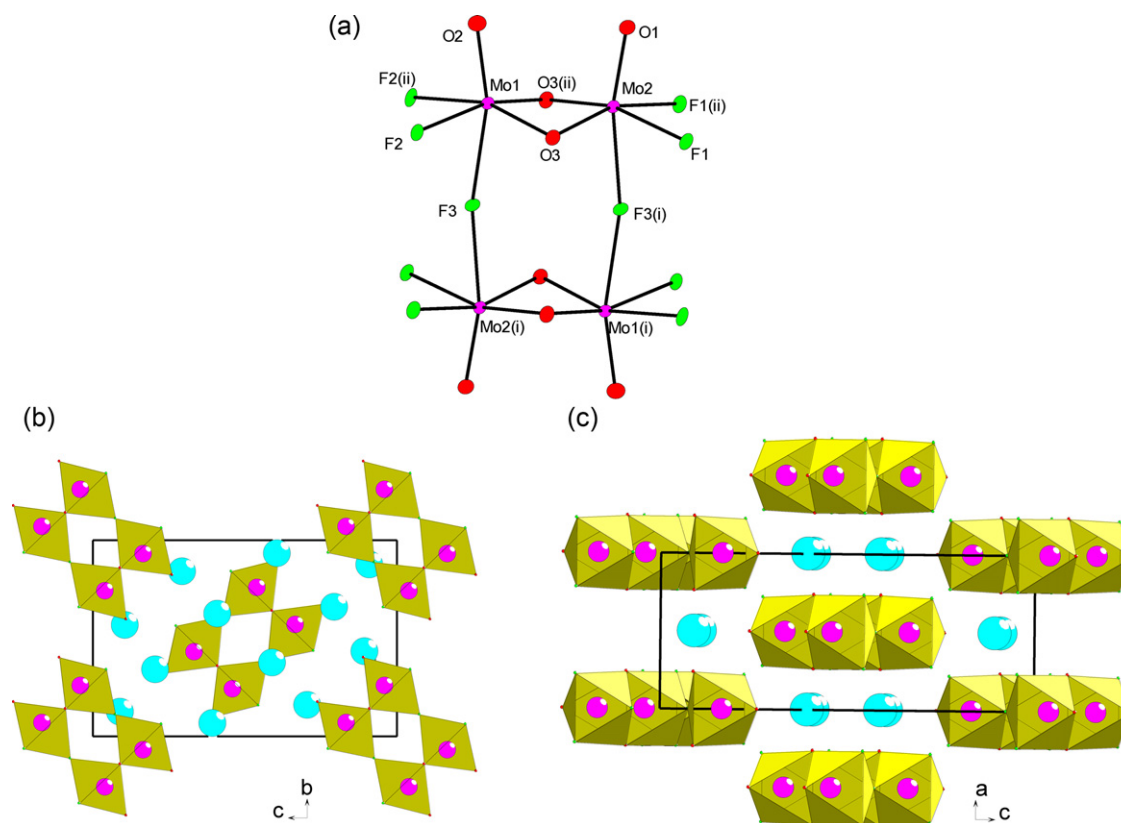 (a)
O2 O1
F2(ii) Mo1 O3(ii) Mo2 F1(ii)
F2 O3 F1
F3 F3(i)
Mo2(i) Mo1(i)
(b) (c)
b a
c c